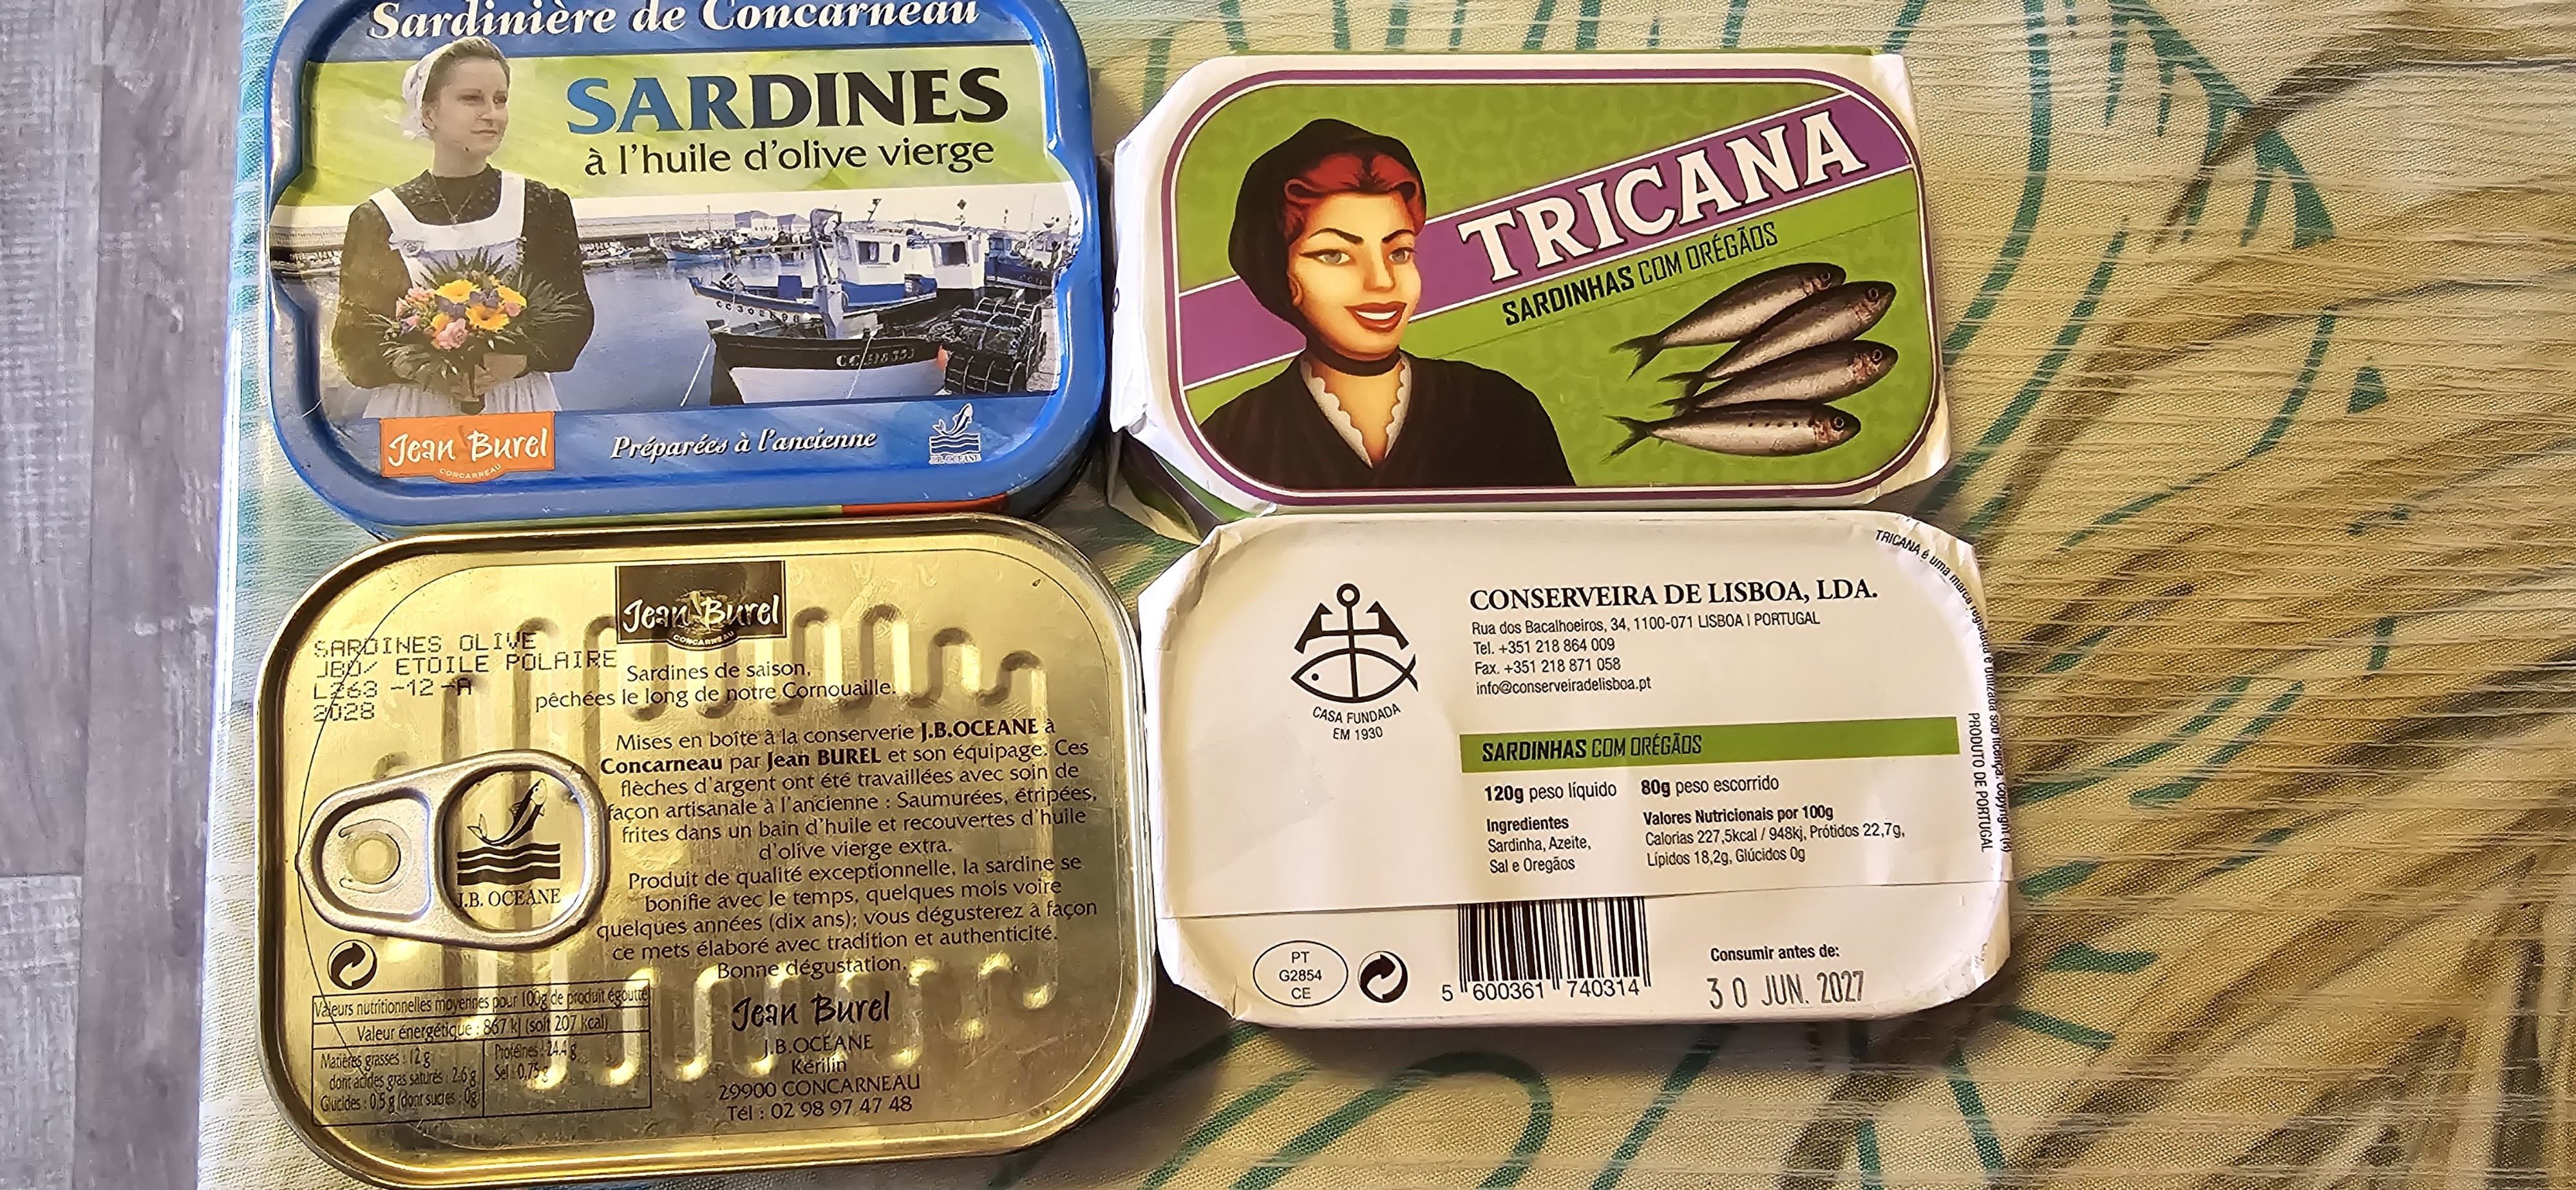 Sardinière de Concarneau
SARDINES
à l'huile d'olive vierge
CC
Jean Burel
CONCARNEAU
Préparées à l'ancienne
J.B. OCEANE
TRICANA
SARDINHAS COM ORÉGÃOS
Jean Burel
CONCARNEAU
SARDINES OLIVE
JBO/ ETOILE POLAIRE
L263 -12 -A
2028
Sardines de saison,
pêchées le long de notre Cornouaille.
Mises en boîte à la conserverie J.B.OCEANE à
Concarneau par Jean BUREL et son équipage. Ces
flèches d'argent ont été travaillées avec soin de
façon artisanale à l'ancienne : Saumurées, étripées,
frites dans un bain d'huile et recouvertes d'huile
d'olive vierge extra.
Produit de qualité exceptionnelle, la sardine se
bonifie avec le temps, quelques mois voire
quelques années (dix ans); vous dégusterez à façon
ce mets élaboré avec tradition et authenticité.
Bonne dégustation.
J.B. OCEANE
Valeurs nutritionnelles moyennes pour 100g de produit égoutté
Valeur énergétique : 867 kJ (soit 207 kcal)
Matières grasses : 12 g
dont acides gras saturés : 2,6 g
Glucides : 0,5 g (dont sucres : 0g)
Protéines : 24,4 g
Sel : 0,75 g
Jean Burel
J.B.OCEANE
Kérilin
29900 CONCARNEAU
Tél : 02 98 97 47 48
CASA FUNDADA
EM 1930
CONSERVEIRA DE LISBOA, LDA.
Rua dos Bacalhoeiros, 34, 1100-071 LISBOA | PORTUGAL
Tel. +351 218 864 009
Fax. +351 218 871 058
info@conserveiradelisboa.pt
SARDINHAS COM ORÉGÃOS
120g peso líquido 80g peso escorrido
Ingredientes
Sardinha, Azeite,
Sal e Oregãos
Valores Nutricionais por 100g
Calorias 227,5kcal / 948kj, Prótidos 22,7g,
Lípidos 18,2g, Glúcidos 0g
TRICANA é uma marca registada e utilizada sob licença. Copyright (R)
PRODUTO DE PORTUGAL
PT
G2854
CE
5 600361 740314
Consumir antes de:
30 JUN. 2027